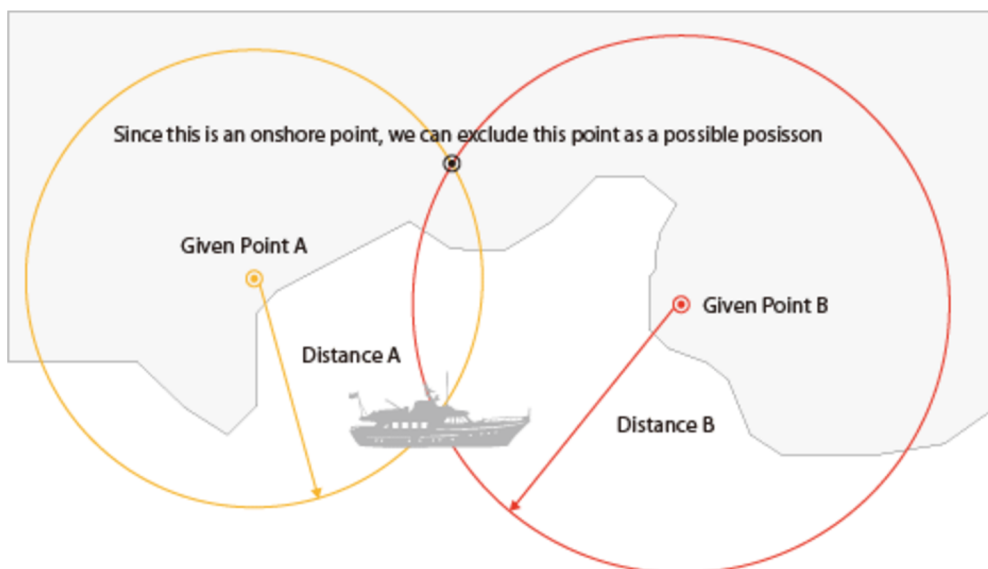 Since this is an onshore point, we can exclude this point as a possible posisson
Given Point A
Given Point B
Distance A
Distance B